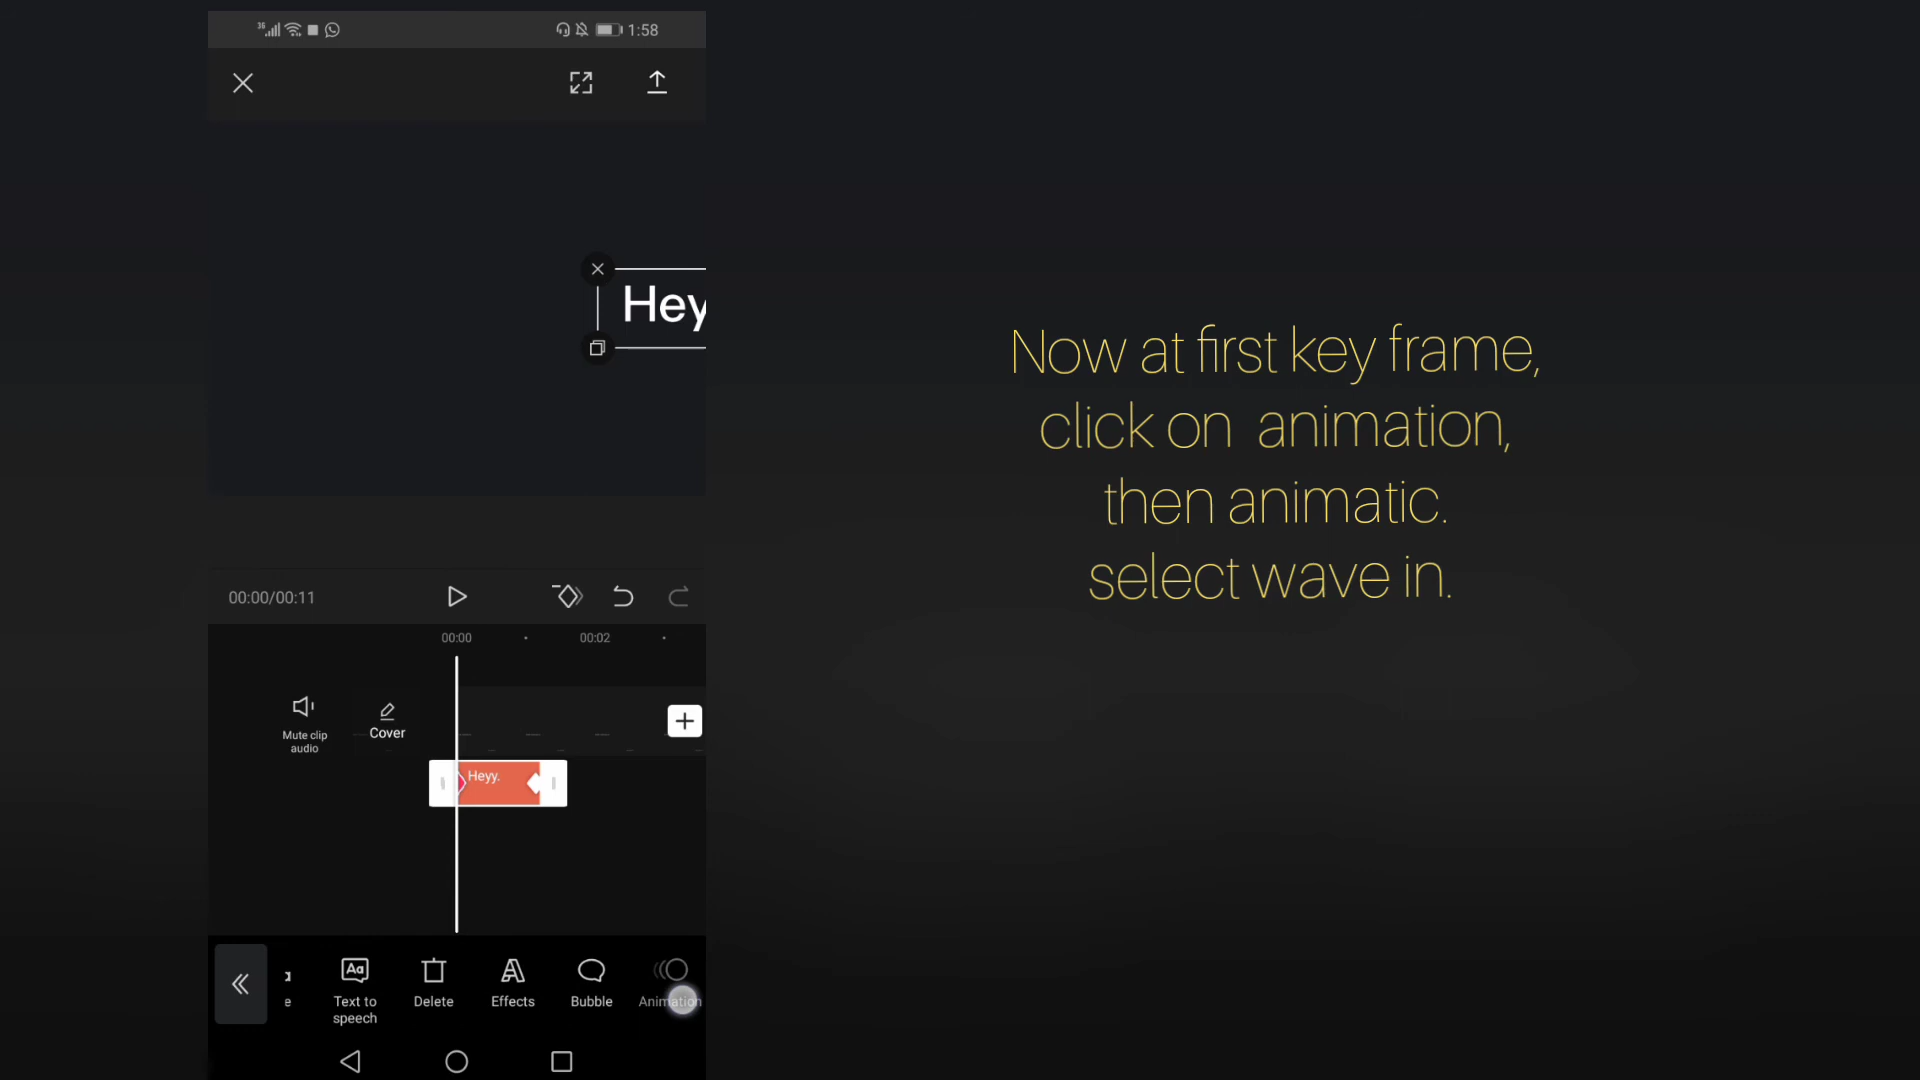 3G 1:58
Hey
Now at first key frame,
click on animation,
then animatic.
select wave in.
00:00/00:11
00:00 00:02
Mute clip
audio
Cover
Heyy.
e
Text to
speech
Delete
Effects
Bubble
Animation